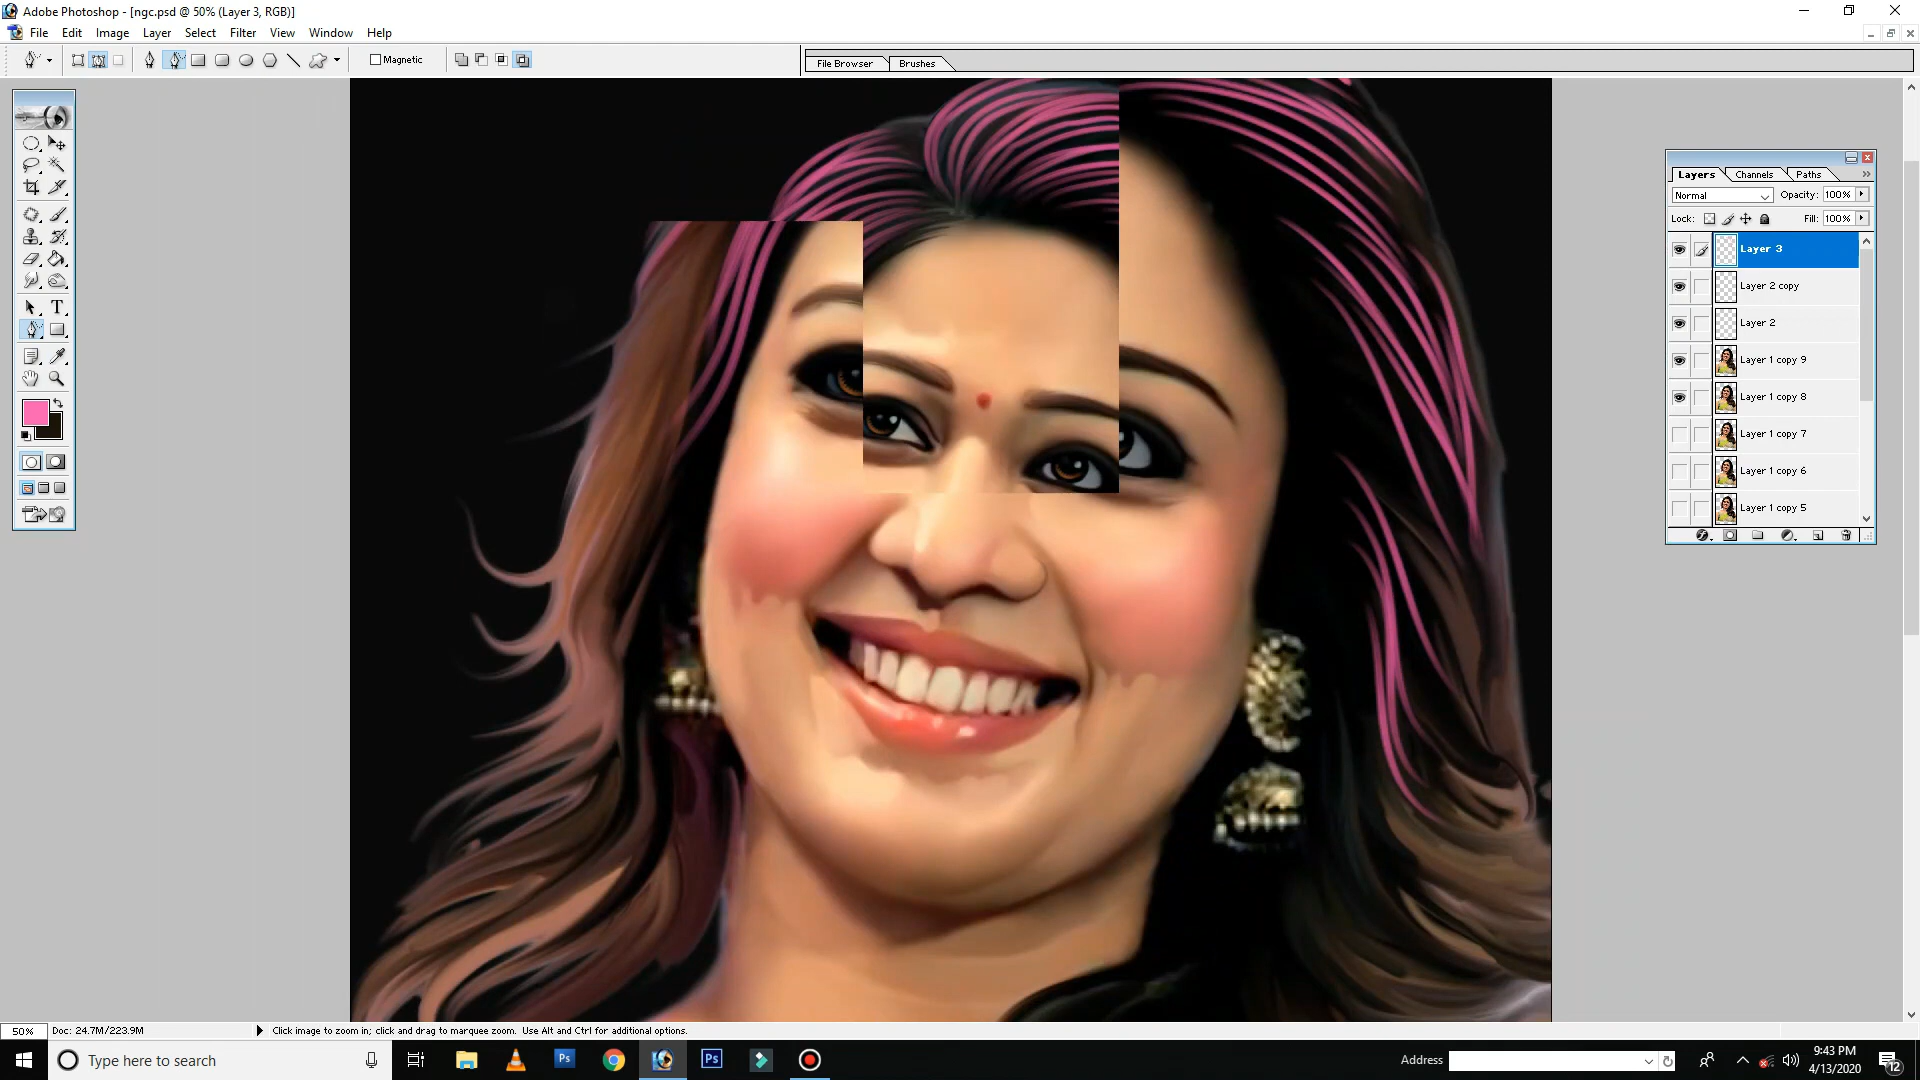 Adobe Photoshop - [ngc.psd @ 50% (Layer 3, RGB)]
File Edit Image Layer Select Filter View Window Help
Magnetic
File Browser Brushes
Layers Channels Paths
Normal Opacity: 100%
Lock: Fill: 100%
Layer 3
Layer 2 copy
Layer 2
Layer 1 copy 9
Layer 1 copy 8
Layer 1 copy 7
Layer 1 copy 6
Layer 1 copy 5
T
50% Doc: 24.7M/223.9M Click image to zoom in; click and drag to marquee zoom. Use Alt and Ctrl for additional options.
Type here to search
Ps
Ps
Address
9:43 PM
4/13/2020
12